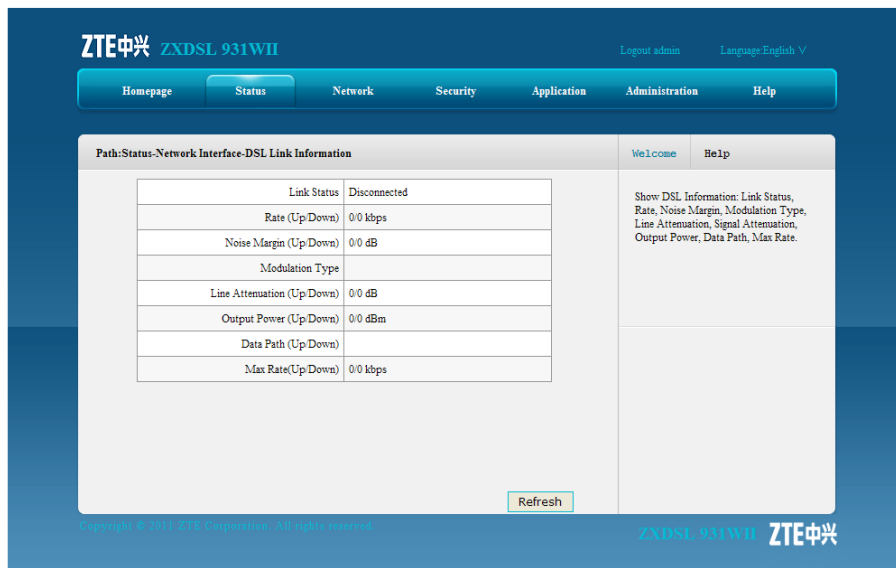 ZTE中兴 ZXDSL 931WII
Logout admin Language:English V
Homepage Status Network Security Application Administration Help
Path:Status-Network Interface-DSL Link Information
Welcome Help
Link Status Disconnected
Rate (Up/Down) 0/0 kbps
Noise Margin (Up/Down) 0/0 dB
Modulation Type
Line Attenuation (Up/Down) 0/0 dB
Output Power (Up/Down) 0/0 dBm
Data Path (Up/Down)
Max Rate(Up/Down) 0/0 kbps
Show DSL Information: Link Status,
Rate, Noise Margin, Modulation Type,
Line Attenuation, Signal Attenuation,
Output Power, Data Path, Max Rate.
Refresh
Copyright © 2011 ZTE Corporation. All rights reserved.
ZXDSL 931WII ZTE中兴